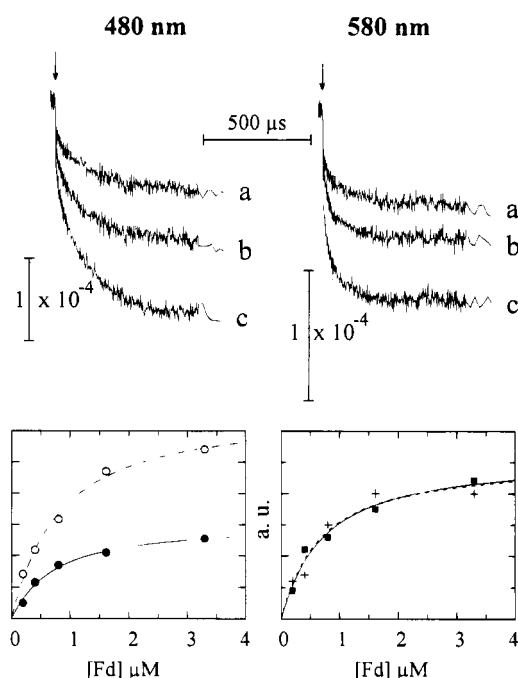 480 nm
580 nm
500 μs
a
b
c
1 x 10⁻⁴
a
b
c
1 x 10⁻⁴
a. u.
0 1 2 3 4
0 1 2 3 4
[Fd] μM
[Fd] μM